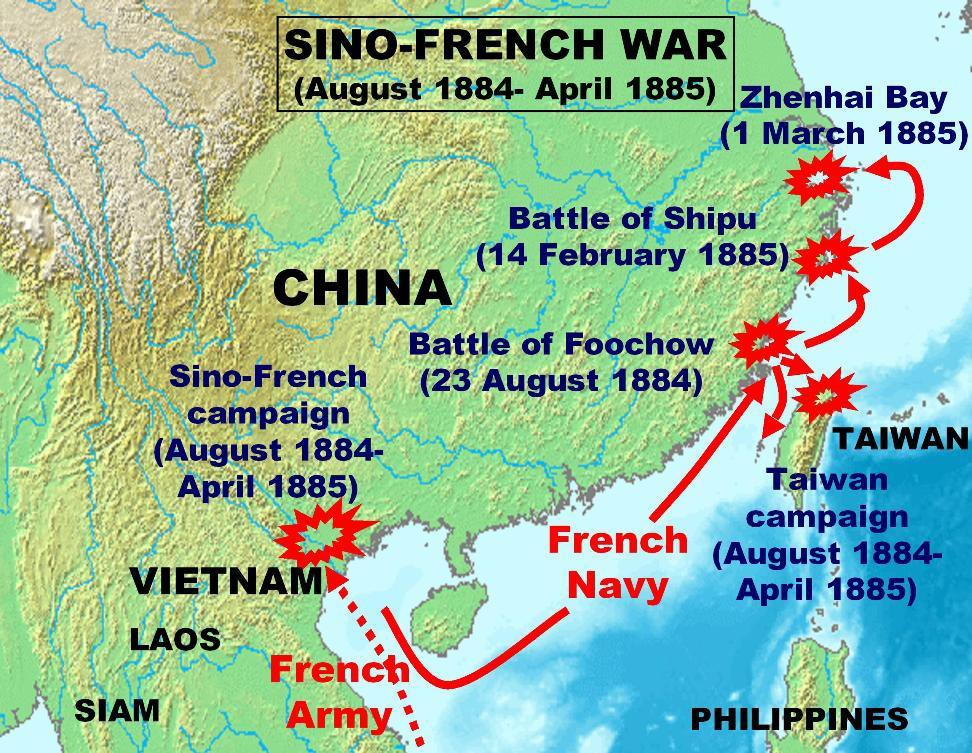 SINO-FRENCH WAR
(August 1884- April 1885)
Zhenhai Bay
(1 March 1885)
Battle of Shipu
(14 February 1885)
CHINA
Battle of Foochow
(23 August 1884)
Sino-French
campaign
(August 1884-
April 1885)
TAIWAN
Taiwan
campaign
(August 1884-
April 1885)
French
Navy
VIETNAM
LAOS
French
Army
SIAM
PHILIPPINES